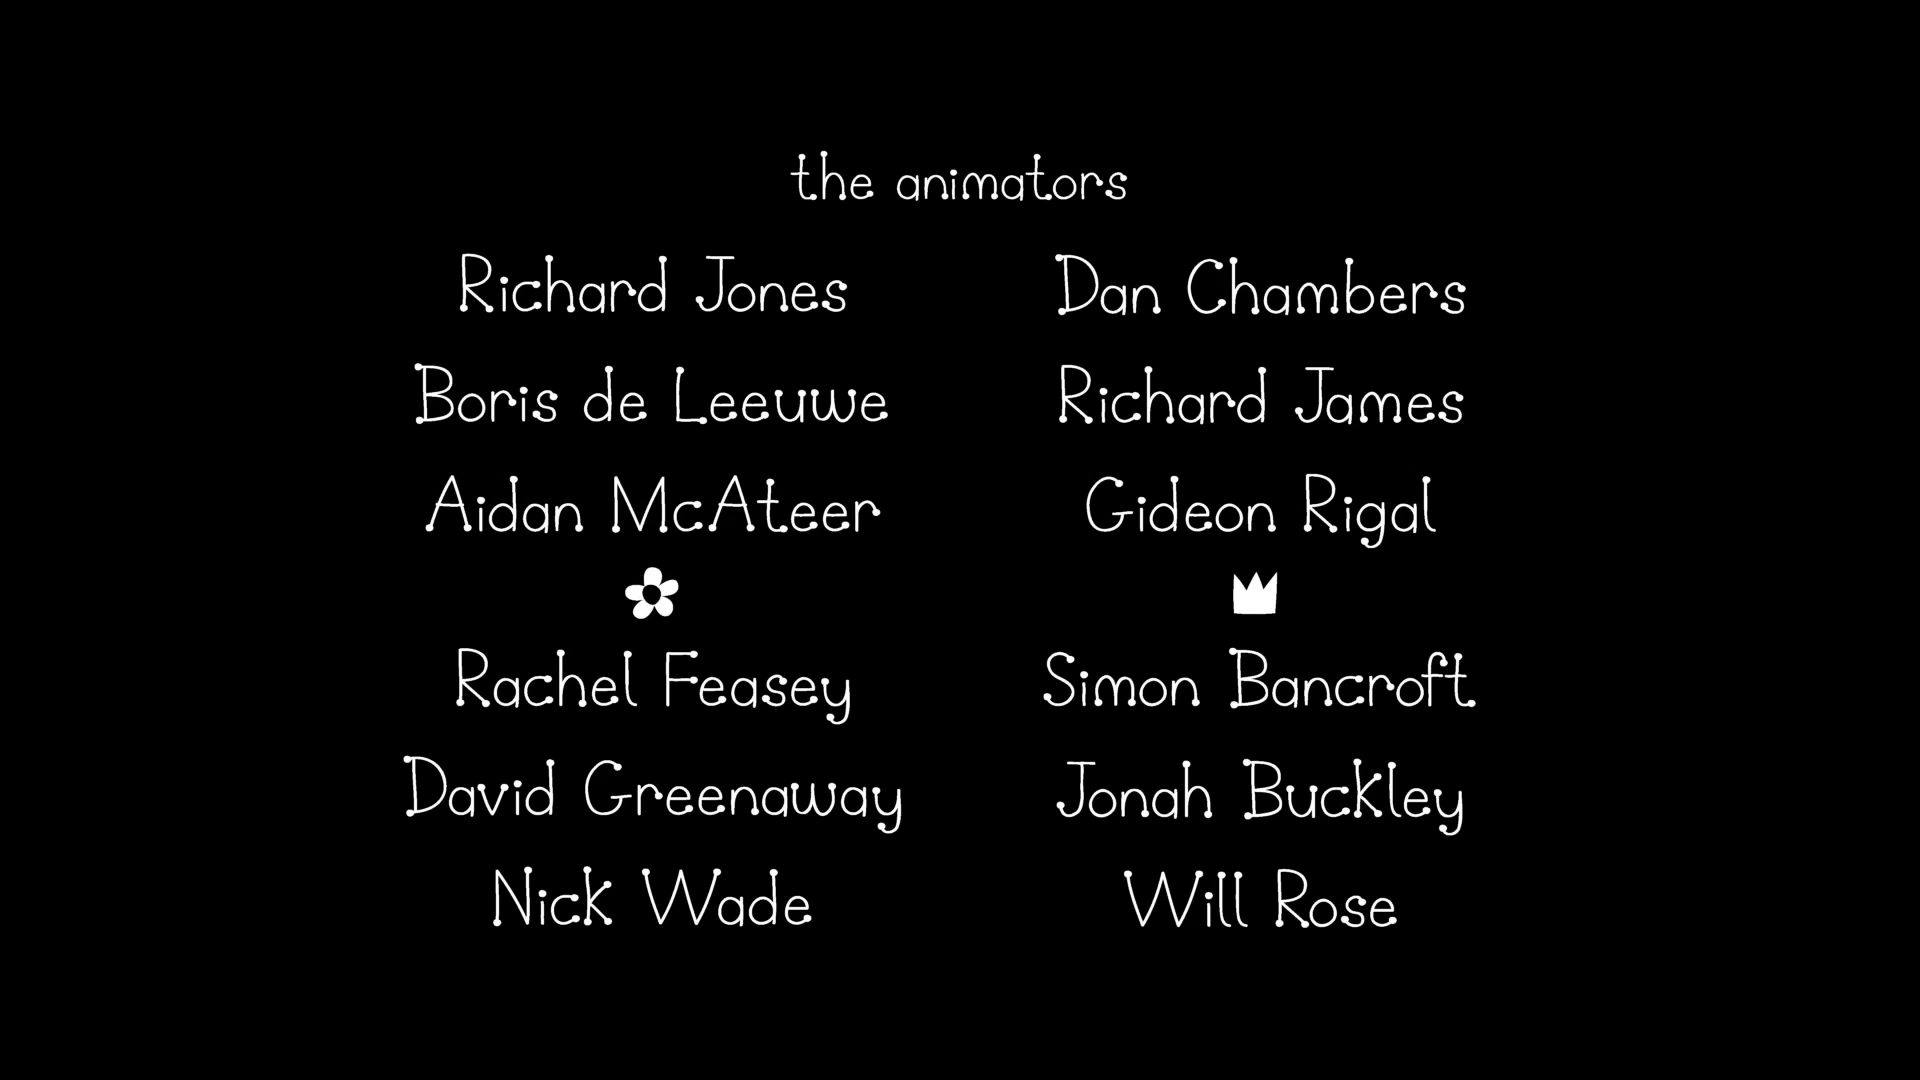 the animators
Richard Jones
Dan Chambers
Boris de Leeuwe
Richard James
Aidan McAteer
Gideon Rigal
Rachel Feasey
Simon Bancroft
David Greenaway
Jonah Buckley
Nick Wade
Will Rose